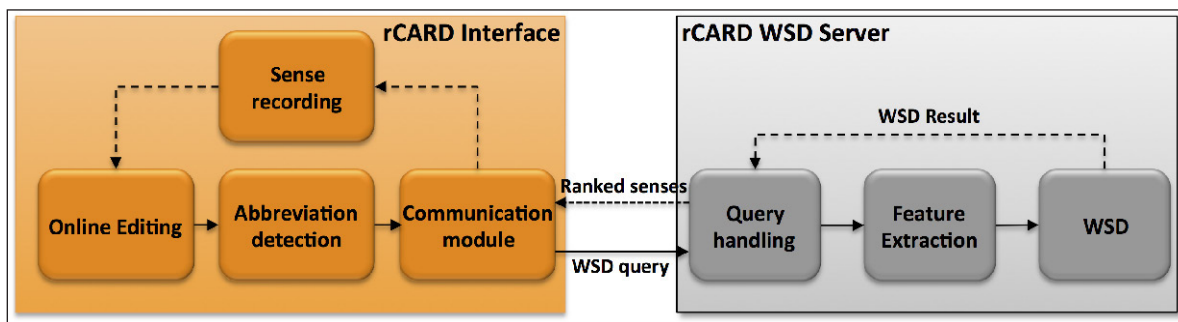 rCARD Interface
Sense
recording
Online Editing
Abbreviation
detection
Communication
module
Ranked senses
WSD query
rCARD WSD Server
WSD Result
Query
handling
Feature
Extraction
WSD